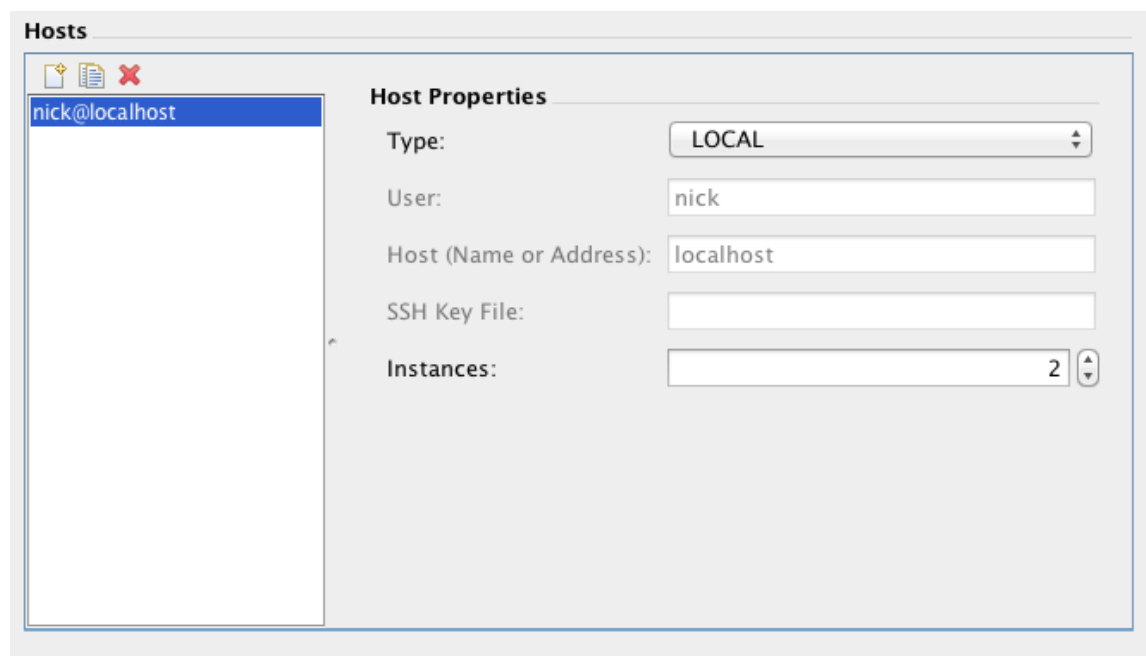 Hosts
nick@localhost
Host Properties
Type: LOCAL
User: nick
Host (Name or Address): localhost
SSH Key File:
Instances: 2